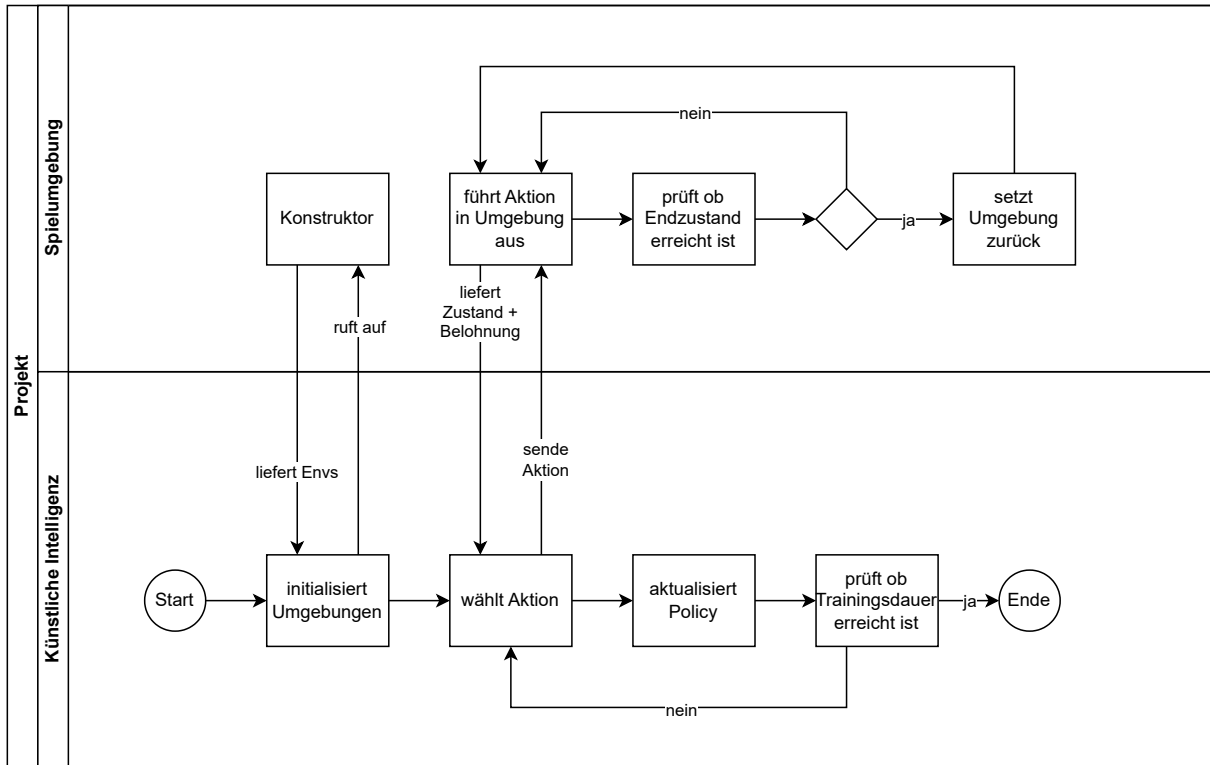 Projekt
Spielumgebung
nein
Konstruktor
führt Aktion
in Umgebung
aus
prüft ob
Endzustand
erreicht ist
ja
setzt
Umgebung
zurück
liefert
Zustand +
Belohnung
ruft auf
Künstliche Intelligenz
sende
Aktion
liefert Envs
Start
initialisiert
Umgebungen
wählt Aktion
aktualisiert
Policy
prüft ob
Trainingsdauer
erreicht ist
ja
Ende
nein